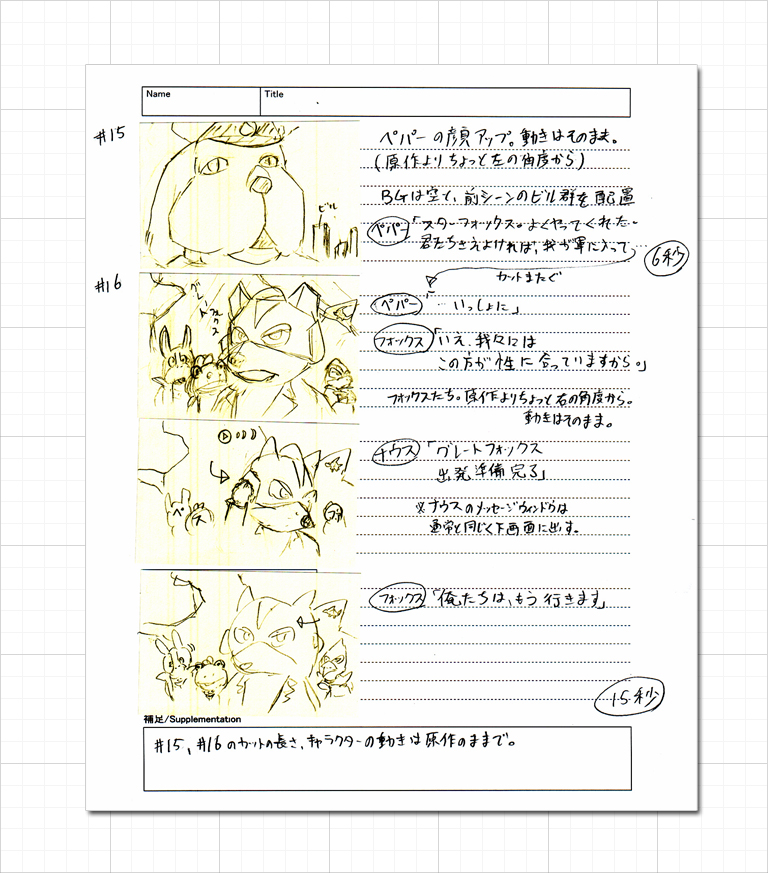 Name
Title
#15
ペパーの顔アップ。動きはそのまま。
(原作よりちょっと左の角度から)
BGは空で、前シーンのビル群を配置
ビル
ペパー「スターフォックス。よくやってくれた。
君たちさえよければ、我が軍に入って
6秒
#16
カットまたぐ
グレートフォックス
ペパー「いっしょに」
フォックス「いえ、我々には
この方が性に合っていますから。」
フォックスたち。原作よりちょっと右の角度から。
動きはそのまま。
ナウス「グレートフォックス
出発準備完了」
ペ
ス
ファ
※ナウスのメッセージウィンドウは
通常と同じく下画面に出す。
フォックス「俺たちは、もう行きます」
15秒
補足/Supplementation
#15, #16のカットの長さ、キャラクターの動きは原作のままで。